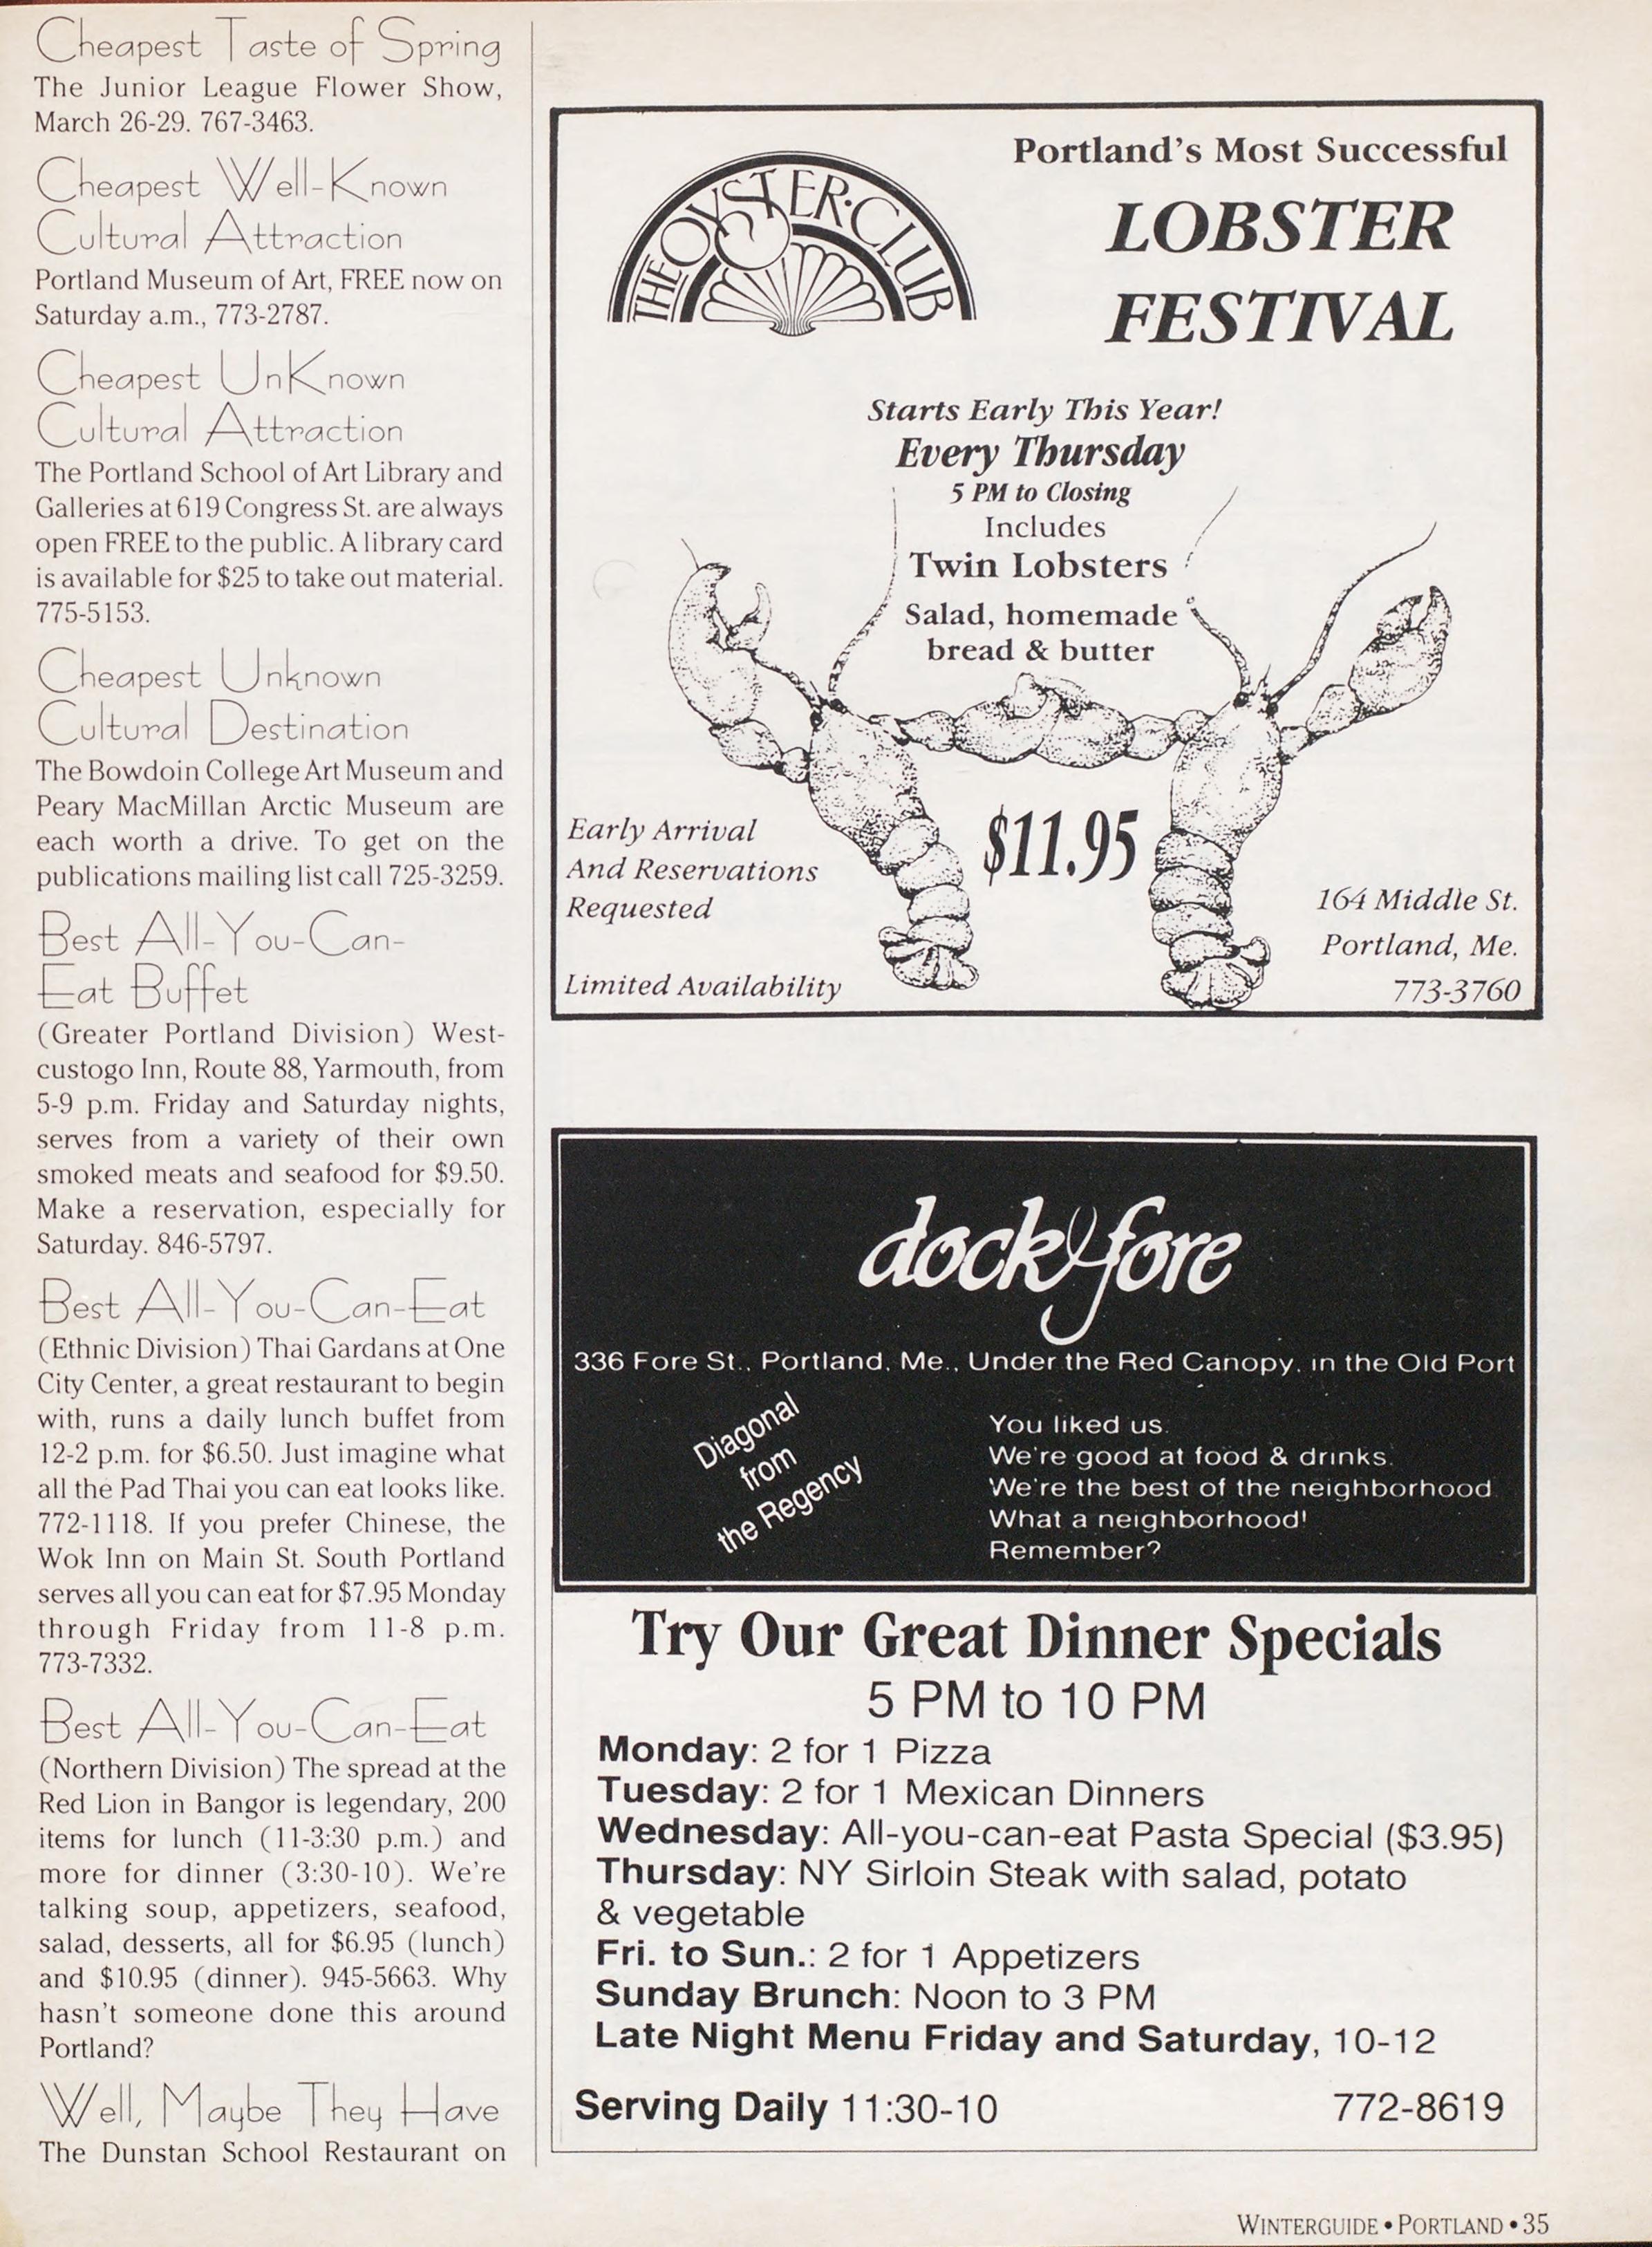 Cheapest Taste of Spring
The Junior League Flower Show,
March 26-29. 767-3463.
Cheapest Well-Known
Cultural Attraction
Portland Museum of Art, FREE now on
Saturday a.m., 773-2787.
Cheapest UnKnown
Cultural Attraction
The Portland School of Art Library and
Galleries at 619 Congress St. are always
open FREE to the public. A library card
is available for $25 to take out material.
775-5153.
Cheapest Unknown
Cultural Destination
The Bowdoin College Art Museum and
Peary MacMillan Arctic Museum are
each worth a drive. To get on the
publications mailing list call 725-3259.
Best All-You-Can-
Eat Buffet
(Greater Portland Division) West-
custogo Inn, Route 88, Yarmouth, from
5-9 p.m. Friday and Saturday nights,
serves from a variety of their own
smoked meats and seafood for $9.50.
Make a reservation, especially for
Saturday. 846-5797.
Best All-You-Can-Eat
(Ethnic Division) Thai Gardans at One
City Center, a great restaurant to begin
with, runs a daily lunch buffet from
12-2 p.m. for $6.50. Just imagine what
all the Pad Thai you can eat looks like.
772-1118. If you prefer Chinese, the
Wok Inn on Main St. South Portland
serves all you can eat for $7.95 Monday
through Friday from 11-8 p.m.
773-7332.
Best All-You-Can-Eat
(Northern Division) The spread at the
Red Lion in Bangor is legendary, 200
items for lunch (11-3:30 p.m.) and
more for dinner (3:30-10). We're
talking soup, appetizers, seafood,
salad, desserts, all for $6.95 (lunch)
and $10.95 (dinner). 945-5663. Why
hasn't someone done this around
Portland?
Well, Maybe They Have
The Dunstan School Restaurant on
THE OYSTER·CLUB
Portland's Most Successful
LOBSTER
FESTIVAL
Starts Early This Year!
Every Thursday
5 PM to Closing
Includes
Twin Lobsters
Salad, homemade
bread & butter
$11.95
Early Arrival
And Reservations
Requested
Limited Availability
164 Middle St.
Portland, Me.
773-3760
dock & fore
336 Fore St., Portland, Me., Under the Red Canopy, in the Old Port
Diagonal
from
the Regency
You liked us.
We're good at food & drinks.
We're the best of the neighborhood.
What a neighborhood!
Remember?
Try Our Great Dinner Specials
5 PM to 10 PM
Monday: 2 for 1 Pizza
Tuesday: 2 for 1 Mexican Dinners
Wednesday: All-you-can-eat Pasta Special ($3.95)
Thursday: NY Sirloin Steak with salad, potato
& vegetable
Fri. to Sun.: 2 for 1 Appetizers
Sunday Brunch: Noon to 3 PM
Late Night Menu Friday and Saturday, 10-12
Serving Daily 11:30-10 772-8619
WINTERGUIDE • PORTLAND • 35